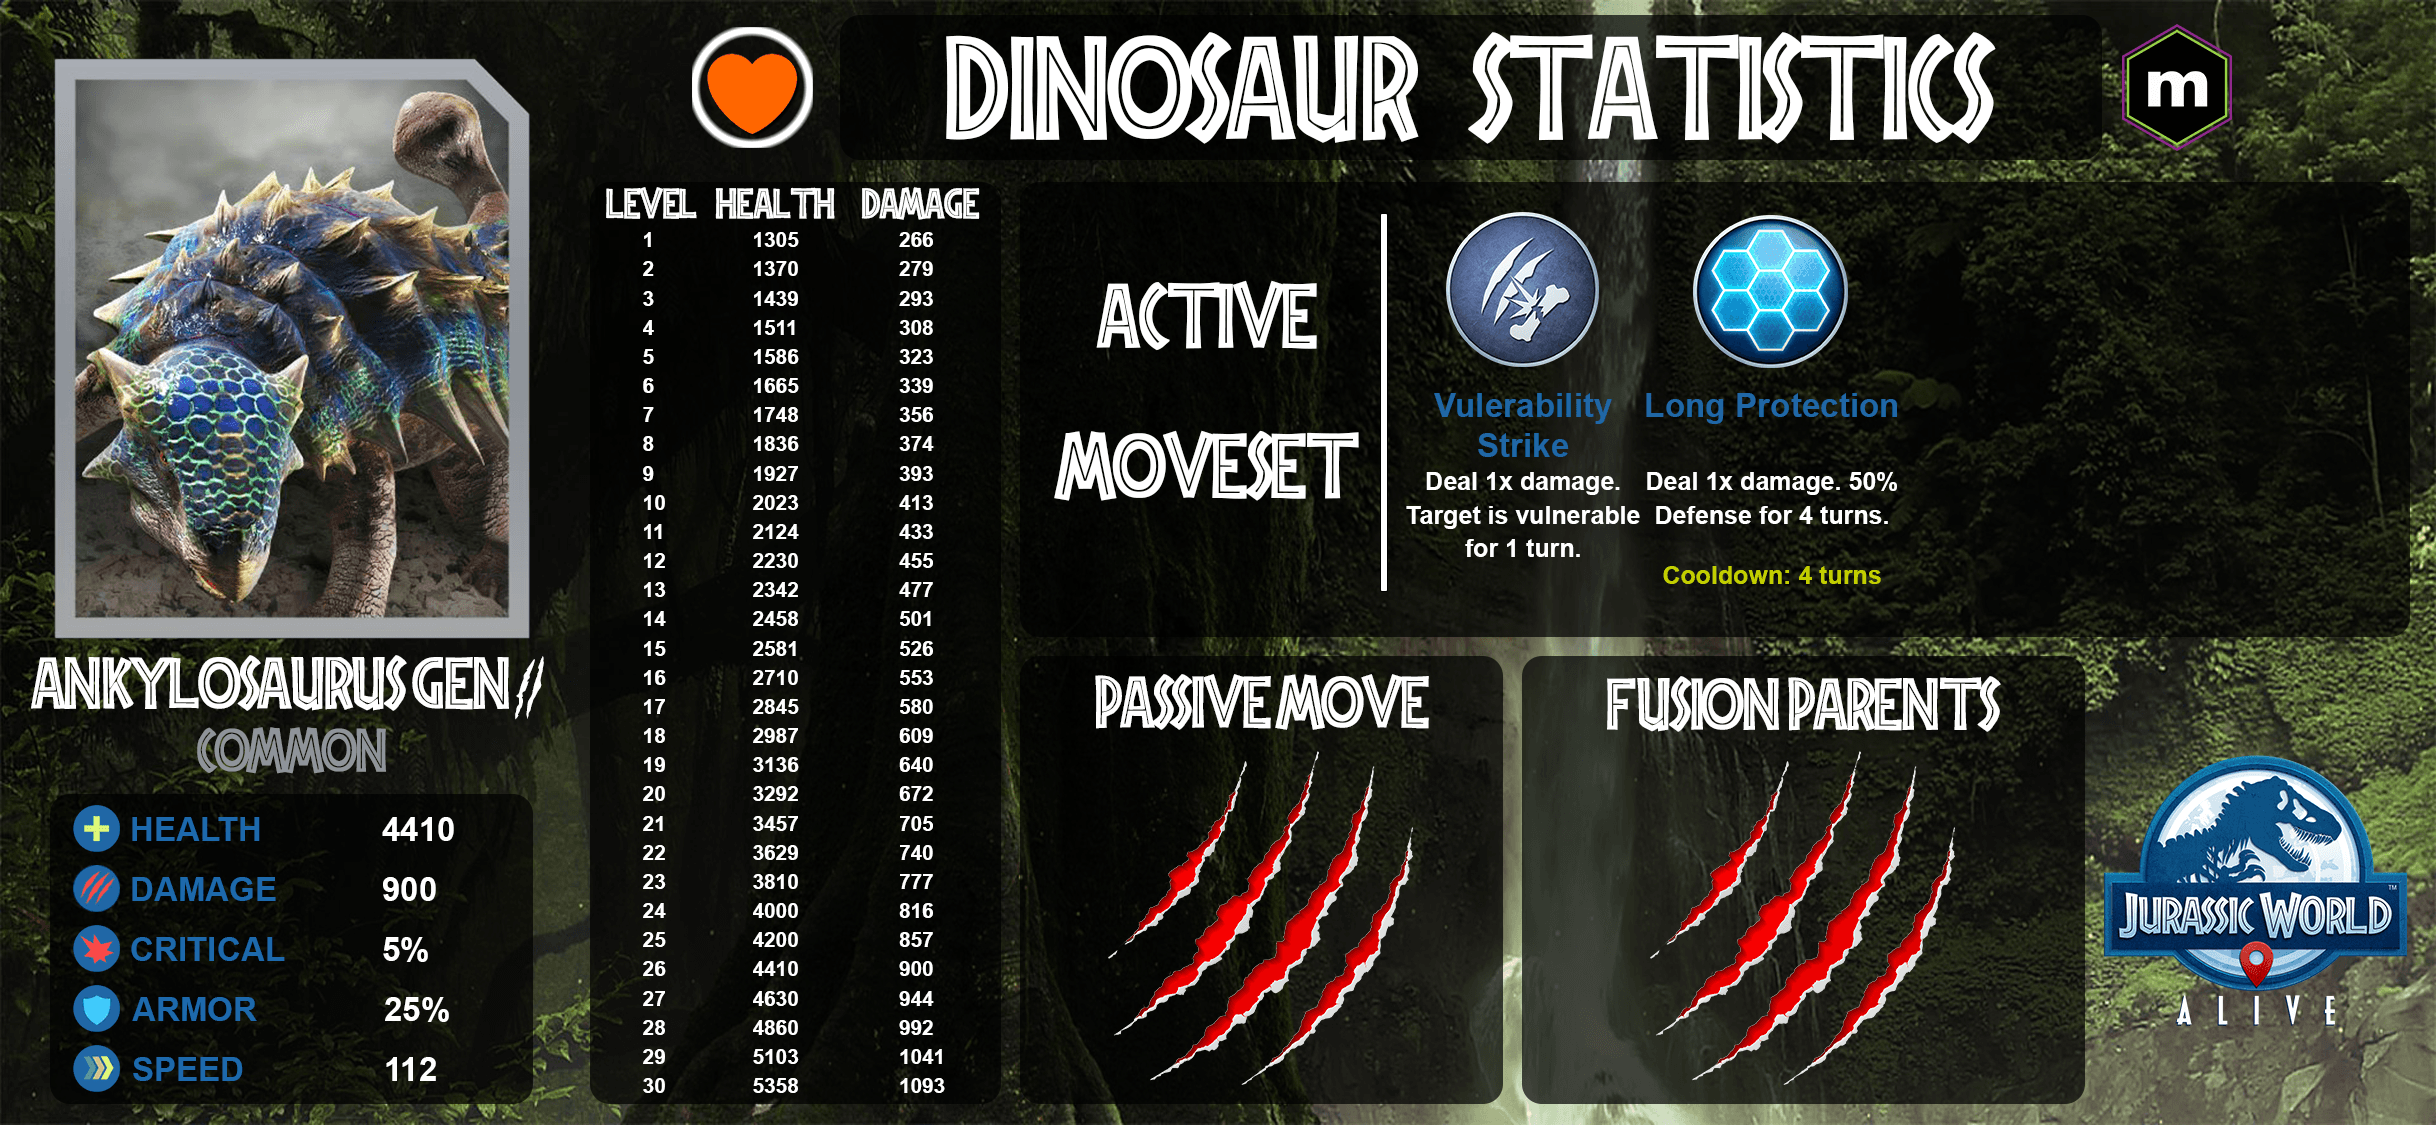 DINOSAUR STATISTICS
m
ANKYLOSAURUS GEN II
COMMON
HEALTH 4410
DAMAGE 900
CRITICAL 5%
ARMOR 25%
SPEED 112
LEVEL HEALTH DAMAGE
1 1305 266
2 1370 279
3 1439 293
4 1511 308
5 1586 323
6 1665 339
7 1748 356
8 1836 374
9 1927 393
10 2023 413
11 2124 433
12 2230 455
13 2342 477
14 2458 501
15 2581 526
16 2710 553
17 2845 580
18 2987 609
19 3136 640
20 3292 672
21 3457 705
22 3629 740
23 3810 777
24 4000 816
25 4200 857
26 4410 900
27 4630 944
28 4860 992
29 5103 1041
30 5358 1093
ACTIVE
MOVESET
Vulerability
Strike
Deal 1x damage.
Target is vulnerable
for 1 turn.
Long Protection
Deal 1x damage. 50%
Defense for 4 turns.
Cooldown: 4 turns
PASSIVE MOVE
FUSION PARENTS
JURASSIC WORLD™
ALIVE